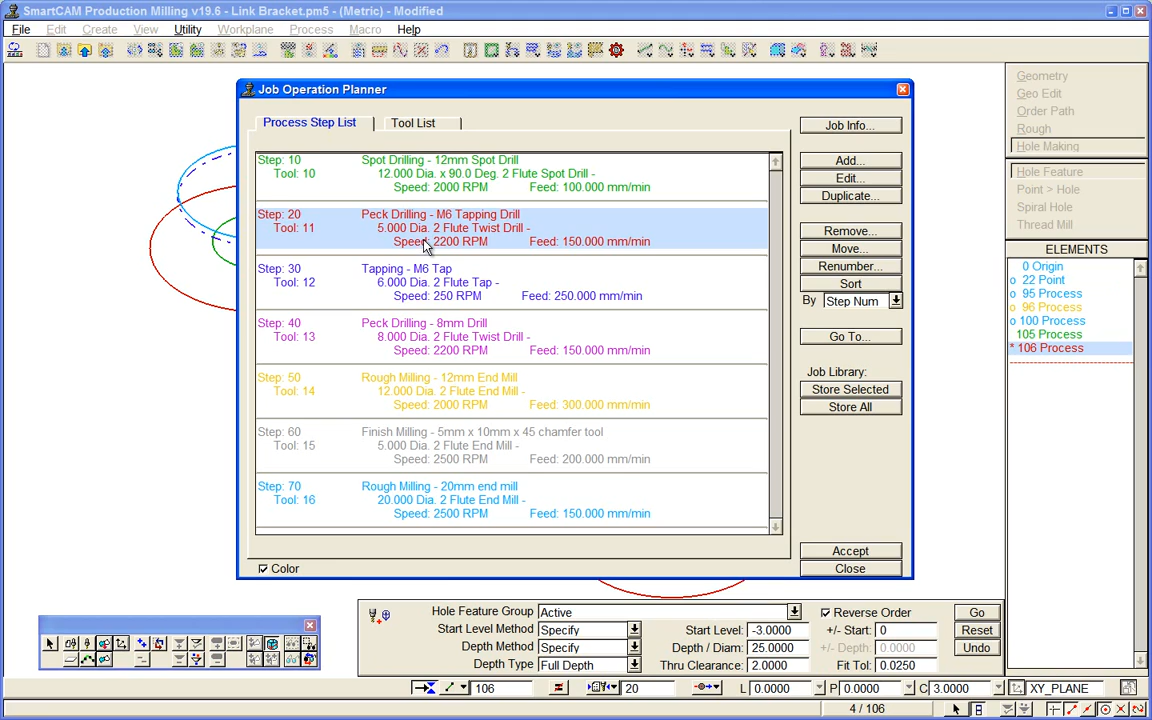 SmartCAM Production Milling v19.6 - Link Bracket.pm5 - (Metric) - Modified
File Edit Create View Utility Workplane Process Macro Help
Job Operation Planner
Process Step List Tool List
Step: 10 Spot Drilling - 12mm Spot Drill
Tool: 10 12.000 Dia. x 90.0 Deg. 2 Flute Spot Drill -
Speed: 2000 RPM Feed: 100.000 mm/min
Step: 20 Peck Drilling - M6 Tapping Drill
Tool: 11 5.000 Dia. 2 Flute Twist Drill -
Speed: 2200 RPM Feed: 150.000 mm/min
Step: 30 Tapping - M6 Tap
Tool: 12 6.000 Dia. 2 Flute Tap -
Speed: 250 RPM Feed: 250.000 mm/min
Step: 40 Peck Drilling - 8mm Drill
Tool: 13 8.000 Dia. 2 Flute Twist Drill -
Speed: 2200 RPM Feed: 150.000 mm/min
Step: 50 Rough Milling - 12mm End Mill
Tool: 14 12.000 Dia. 2 Flute End Mill -
Speed: 2000 RPM Feed: 300.000 mm/min
Step: 60 Finish Milling - 5mm x 10mm x 45 chamfer tool
Tool: 15 5.000 Dia. 2 Flute End Mill -
Speed: 2500 RPM Feed: 200.000 mm/min
Step: 70 Rough Milling - 20mm end mill
Tool: 16 20.000 Dia. 2 Flute End Mill -
Speed: 2500 RPM Feed: 150.000 mm/min
Color
Job Info...
Add...
Edit...
Duplicate...
Remove...
Move...
Renumber...
Sort
By Step Num
Go To...
Job Library:
Store Selected
Store All
Accept
Close
Geometry
Geo Edit
Order Path
Rough
Hole Making
Hole Feature
Point > Hole
Spiral Hole
Thread Mill
ELEMENTS
0 Origin
o 22 Point
o 95 Process
o 96 Process
o 100 Process
105 Process
* 106 Process
Hole Feature Group Active Reverse Order Go
Start Level Method Specify Start Level: -3.0000 +/- Start: 0 Reset
Depth Method Specify Depth / Diam: 25.0000 +/- Depth: 0.0000 Undo
Depth Type Full Depth Thru Clearance: 2.0000 Fit Tol: 0.0250
106 20 L 0.0000 P 0.0000 C 3.0000 XY_PLANE
4 / 106